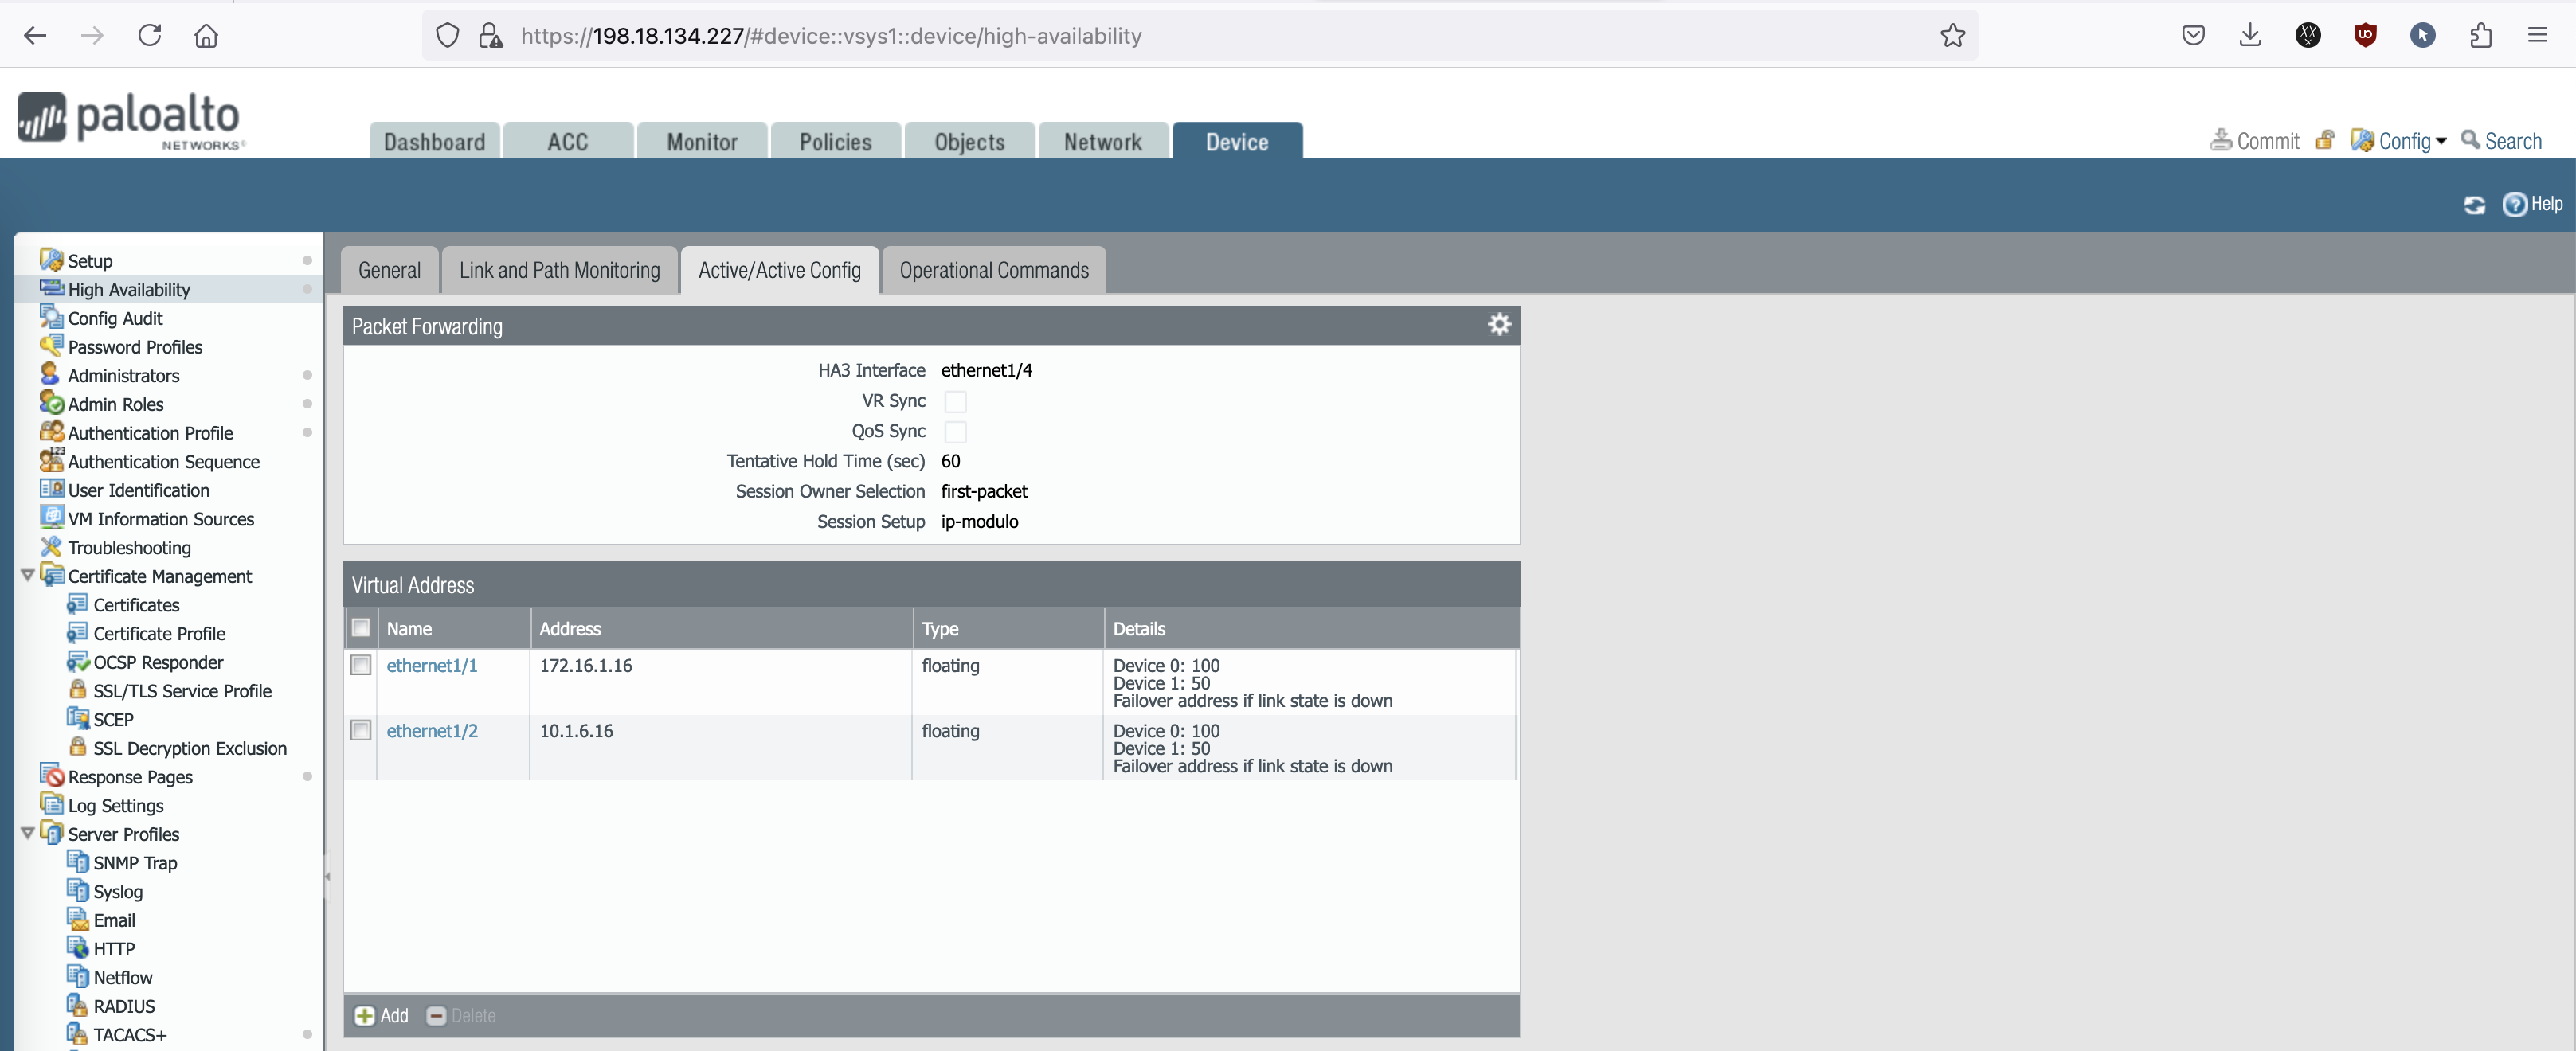 https://198.18.134.227/#device::vsys1::device/high-availability
paloalto
NETWORKS®
Dashboard
ACC
Monitor
Policies
Objects
Network
Device
Commit
Config
Search
Help
Setup
High Availability
Config Audit
Password Profiles
Administrators
Admin Roles
Authentication Profile
Authentication Sequence
User Identification
VM Information Sources
Troubleshooting
Certificate Management
Certificates
Certificate Profile
OCSP Responder
SSL/TLS Service Profile
SCEP
SSL Decryption Exclusion
Response Pages
Log Settings
Server Profiles
SNMP Trap
Syslog
Email
HTTP
Netflow
RADIUS
TACACS+
General
Link and Path Monitoring
Active/Active Config
Operational Commands
Packet Forwarding
HA3 Interface ethernet1/4
VR Sync
QoS Sync
Tentative Hold Time (sec) 60
Session Owner Selection first-packet
Session Setup ip-modulo
Virtual Address
Name Address Type Details
ethernet1/1 172.16.1.16 floating Device 0: 100
Device 1: 50
Failover address if link state is down
ethernet1/2 10.1.6.16 floating Device 0: 100
Device 1: 50
Failover address if link state is down
Add
Delete